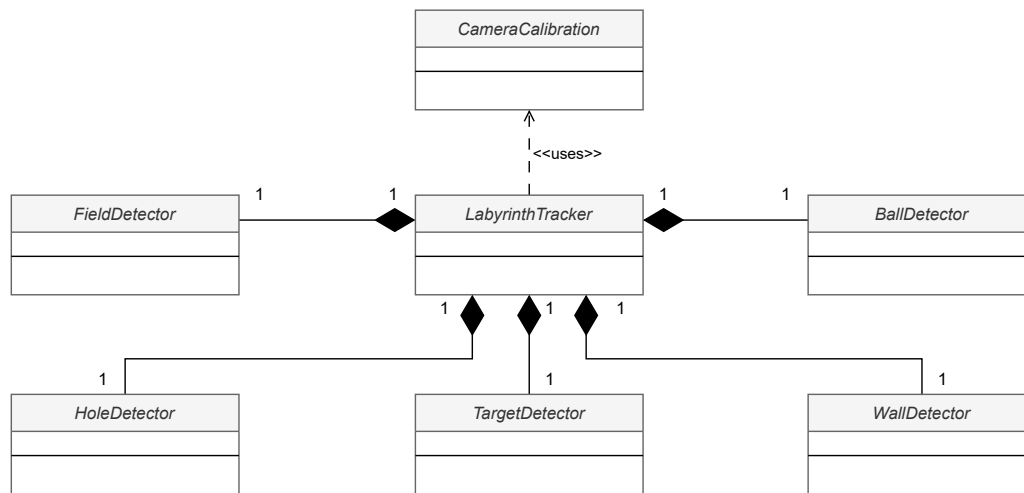 CameraCalibration
<<uses>>
1
1
1
1
FieldDetector
LabyrinthTracker
BallDetector
1
1
1
1
1
1
HoleDetector
TargetDetector
WallDetector